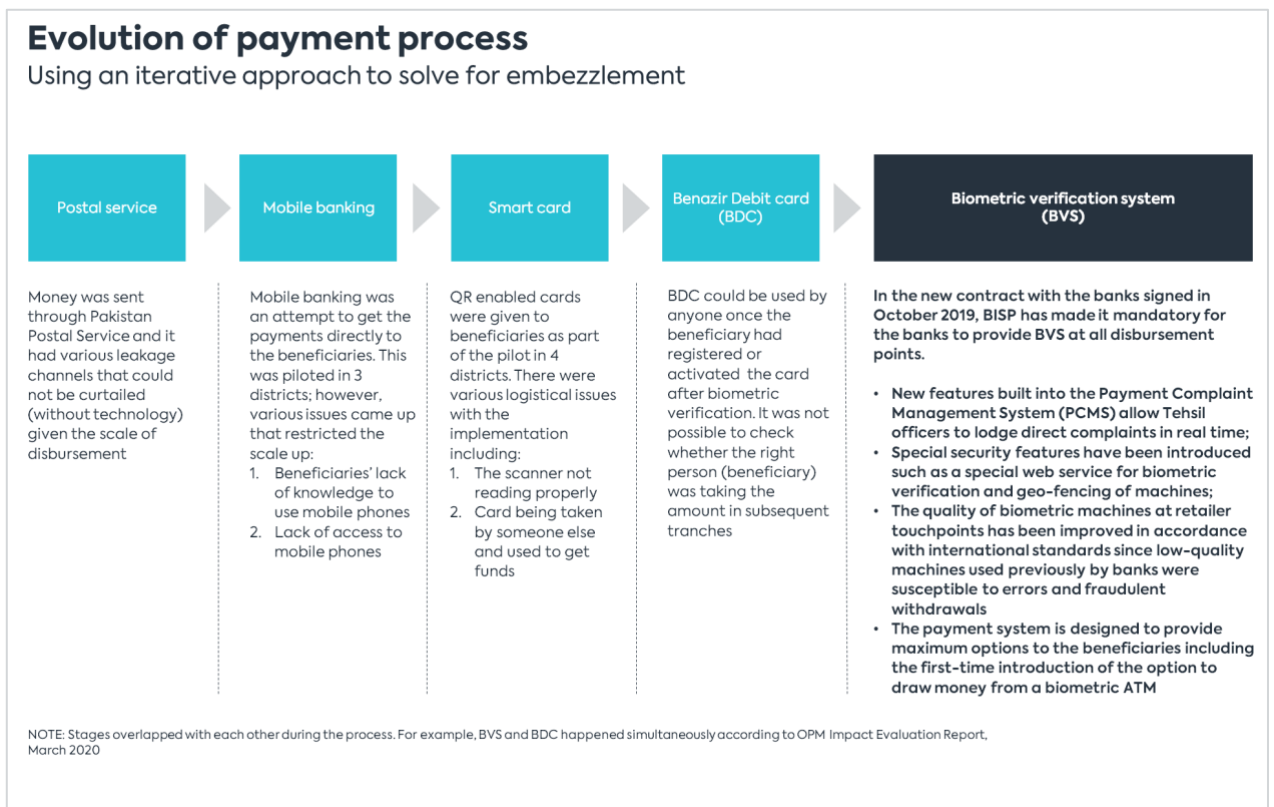 Evolution of payment process
Using an iterative approach to solve for embezzlement
Postal service
Mobile banking
Smart card
Benazir Debit card
(BDC)
Biometric verification system
(BVS)
Money was sent
through Pakistan
Postal Service and it
had various leakage
channels that could
not be curtailed
(without technology)
given the scale of
disbursement
Mobile banking was
an attempt to get the
payments directly to
the beneficiaries. This
was piloted in 3
districts; however,
various issues came up
that restricted the
scale up:
1. Beneficiaries' lack
of knowledge to
use mobile phones
2. Lack of access to
mobile phones
QR enabled cards
were given to
beneficiaries as part
of the pilot in 4
districts. There were
various logistical issues
with the
implementation
including:
1. The scanner not
reading properly
2. Card being taken
by someone else
and used to get
funds
BDC could be used by
anyone once the
beneficiary had
registered or
activated the card
after biometric
verification. It was not
possible to check
whether the right
person (beneficiary)
was taking the
amount in subsequent
tranches
In the new contract with the banks signed in
October 2019, BISP has made it mandatory for
the banks to provide BVS at all disbursement
points.
• New features built into the Payment Complaint
Management System (PCMS) allow Tehsil
officers to lodge direct complaints in real time;
• Special security features have been introduced
such as a special web service for biometric
verification and geo-fencing of machines;
• The quality of biometric machines at retailer
touchpoints has been improved in accordance
with international standards since low-quality
machines used previously by banks were
susceptible to errors and fraudulent
withdrawals
• The payment system is designed to provide
maximum options to the beneficiaries including
the first-time introduction of the option to
draw money from a biometric ATM
NOTE: Stages overlapped with each other during the process. For example, BVS and BDC happened simultaneously according to OPM Impact Evaluation Report,
March 2020